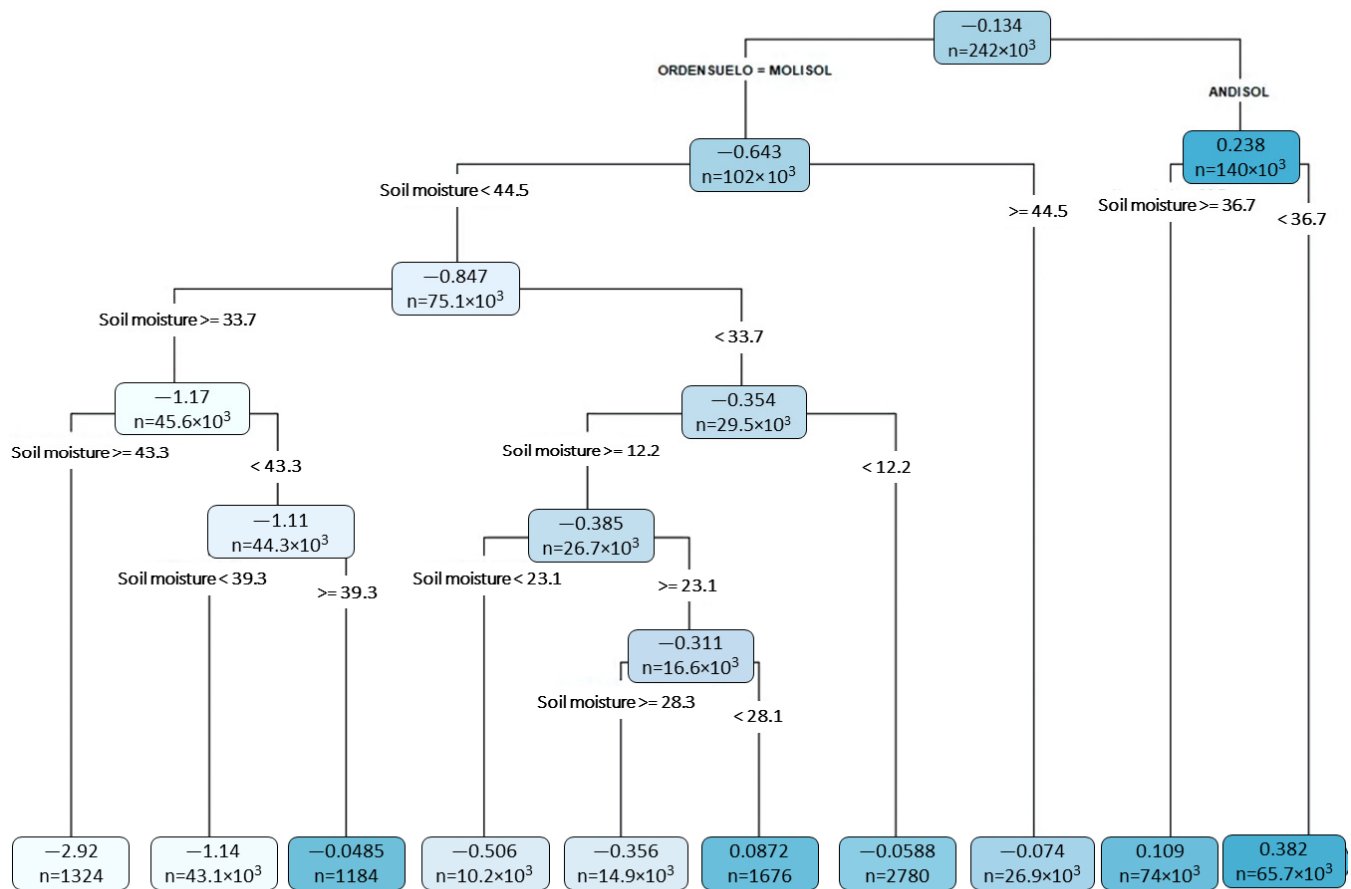 −0.134
n=242×10³
ORDENSUELO = MOLISOL
ANDISOL
−0.643
n=102×10³
0.238
n=140×10³
Soil moisture < 44.5
>= 44.5
Soil moisture >= 36.7
< 36.7
−0.847
n=75.1×10³
Soil moisture >= 33.7
< 33.7
−1.17
n=45.6×10³
−0.354
n=29.5×10³
Soil moisture >= 43.3
< 43.3
Soil moisture >= 12.2
< 12.2
−1.11
n=44.3×10³
−0.385
n=26.7×10³
Soil moisture < 39.3
>= 39.3
Soil moisture < 23.1
>= 23.1
−0.311
n=16.6×10³
Soil moisture >= 28.3
< 28.1
−2.92
n=1324
−1.14
n=43.1×10³
−0.0485
n=1184
−0.506
n=10.2×10³
−0.356
n=14.9×10³
0.0872
n=1676
−0.0588
n=2780
−0.074
n=26.9×10³
0.109
n=74×10³
0.382
n=65.7×10³